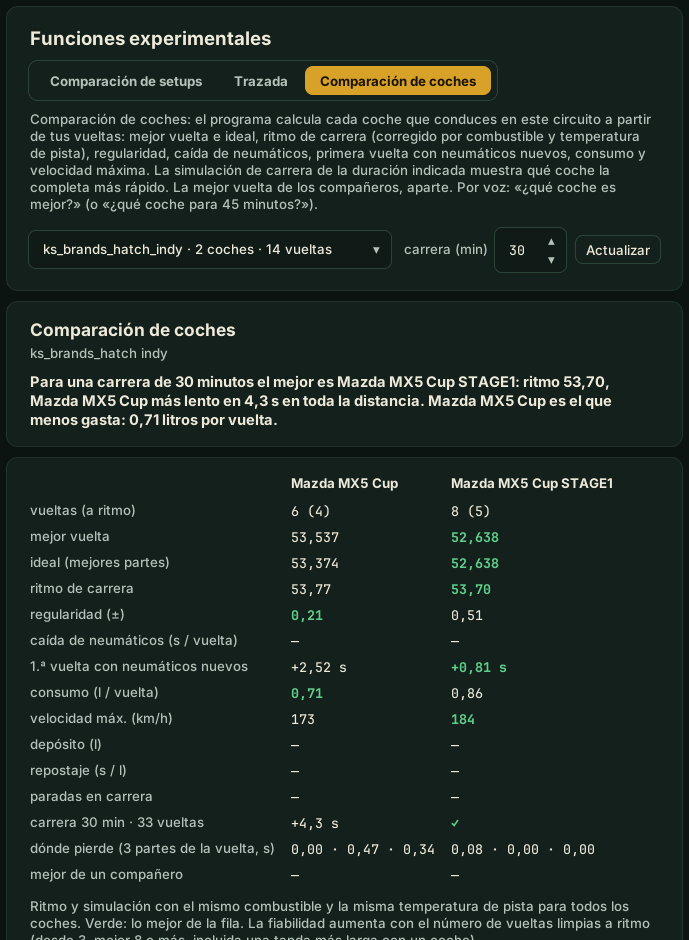 Funciones experimentales
Comparación de setups Trazada Comparación de coches
Comparación de coches: el programa calcula cada coche que conduces en este circuito a partir
de tus vueltas: mejor vuelta e ideal, ritmo de carrera (corregido por combustible y temperatura
de pista), regularidad, caída de neumáticos, primera vuelta con neumáticos nuevos, consumo y
velocidad máxima. La simulación de carrera de la duración indicada muestra qué coche la
completa más rápido. La mejor vuelta de los compañeros, aparte. Por voz: «¿qué coche es
mejor?» (o «¿qué coche para 45 minutos?»).
ks_brands_hatch_indy · 2 coches · 14 vueltas ▾ carrera (min) 30 ▲ ▼ Actualizar
Comparación de coches
ks_brands_hatch indy
Para una carrera de 30 minutos el mejor es Mazda MX5 Cup STAGE1: ritmo 53,70,
Mazda MX5 Cup más lento en 4,3 s en toda la distancia. Mazda MX5 Cup es el que
menos gasta: 0,71 litros por vuelta.
Mazda MX5 Cup Mazda MX5 Cup STAGE1
vueltas (a ritmo) 6 (4) 8 (5)
mejor vuelta 53,537 52,638
ideal (mejores partes) 53,374 52,638
ritmo de carrera 53,77 53,70
regularidad (±) 0,21 0,51
caída de neumáticos (s / vuelta) — —
1.ª vuelta con neumáticos nuevos +2,52 s +0,81 s
consumo (l / vuelta) 0,71 0,86
velocidad máx. (km/h) 173 184
depósito (l) — —
repostaje (s / l) — —
paradas en carrera — —
carrera 30 min · 33 vueltas +4,3 s ✓
dónde pierde (3 partes de la vuelta, s) 0,00 · 0,47 · 0,34 0,08 · 0,00 · 0,00
mejor de un compañero — —
Ritmo y simulación con el mismo combustible y la misma temperatura de pista para todos los
coches. Verde: lo mejor de la fila. La fiabilidad aumenta con el número de vueltas limpias a ritmo
(desde 3, mejor 8 o más, incluida una tanda más larga con un coche).